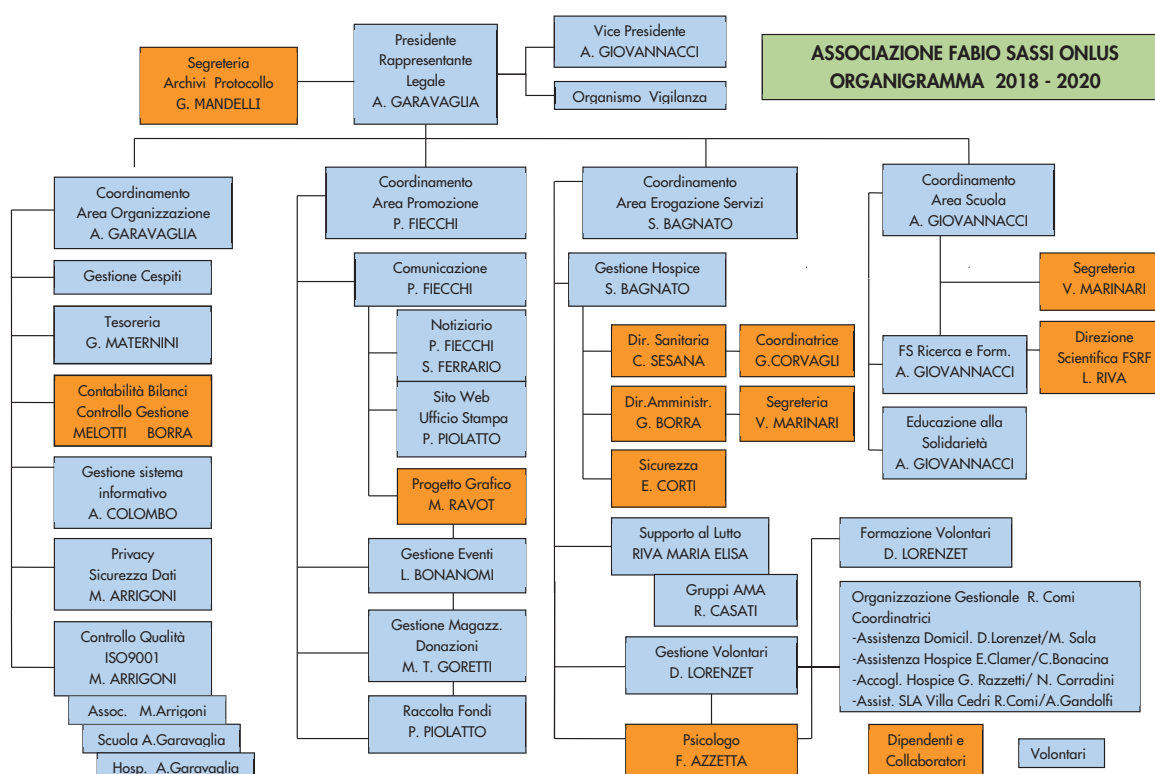 Segreteria
Archivi Protocollo
G. MANDELLI
Presidente
Rappresentante
Legale
A. GARAVAGLIA
Vice Presidente
A. GIOVANNACCI
Organismo Vigilanza
ASSOCIAZIONE FABIO SASSI ONLUS
ORGANIGRAMMA 2018 - 2020
Coordinamento
Area Organizzazione
A. GARAVAGLIA
Gestione Cespiti
Tesoreria
G. MATERNINI
Contabilità Bilanci
Controllo Gestione
MELOTTI BORRA
Gestione sistema
informativo
A. COLOMBO
Privacy
Sicurezza Dati
M. ARRIGONI
Controllo Qualità
ISO9001
M. ARRIGONI
Assoc. M.Arrigoni
Scuola A.Garavaglia
Hosp. A.Garavaglia
Coordinamento
Area Promozione
P. FIECCHI
Comunicazione
P. FIECCHI
Notiziario
P. FIECCHI
S. FERRARIO
Sito Web
Ufficio Stampa
P. PIOLATTO
Progetto Grafico
M. RAVOT
Gestione Eventi
L. BONANOMI
Gestione Magazz.
Donazioni
M. T. GORETTI
Raccolta Fondi
P. PIOLATTO
Coordinamento
Area Erogazione Servizi
S. BAGNATO
Gestione Hospice
S. BAGNATO
Dir. Sanitaria
C. SESANA
Coordinatrice
G.CORVAGLI
Dir.Amministr.
G. BORRA
Segreteria
V. MARINARI
Sicurezza
E. CORTI
Supporto al Lutto
RIVA MARIA ELISA
Gruppi AMA
R. CASATI
Gestione Volontari
D. LORENZET
Psicologo
F. AZZETTA
Coordinamento
Area Scuola
A. GIOVANNACCI
Segreteria
V. MARINARI
FS Ricerca e Form.
A. GIOVANNACCI
Direzione
Scientifica FSRF
L. RIVA
Educazione alla
Solidarietà
A. GIOVANNACCI
Formazione Volontari
D. LORENZET
Organizzazione Gestionale R. Comi
Coordinatrici
-Assistenza Domicil. D.Lorenzet/M. Sala
-Assistenza Hospice E.Clamer/C.Bonacina
-Accogl. Hospice G. Razzetti/ N. Corradini
-Assist. SLA Villa Cedri R.Comi/A.Gandolfi
Dipendenti e
Collaboratori
Volontari